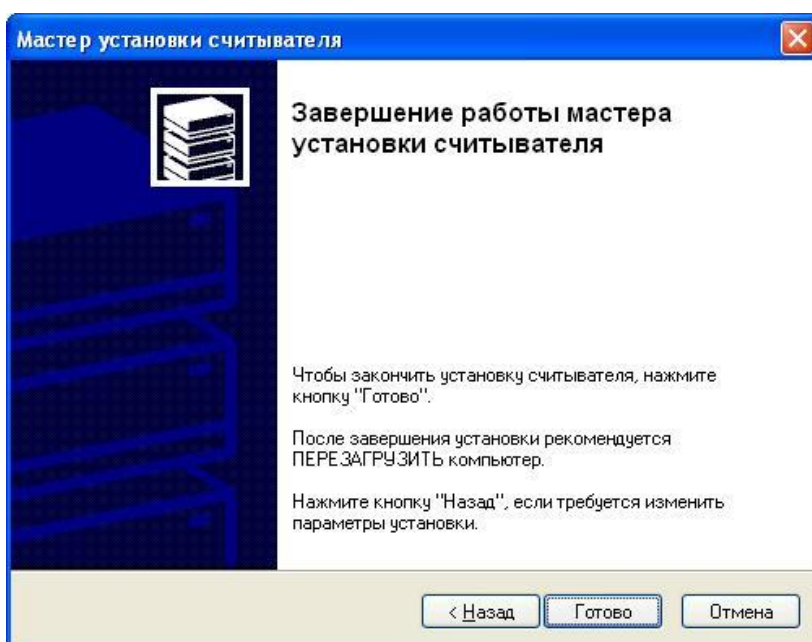 Мастер установки считывателя
Завершение работы мастера
установки считывателя
Чтобы закончить установку считывателя, нажмите
кнопку "Готово".
После завершения установки рекомендуется
ПЕРЕЗАГРУЗИТЬ компьютер.
Нажмите кнопку "Назад", если требуется изменить
параметры установки.
< Назад
Готово
Отмена